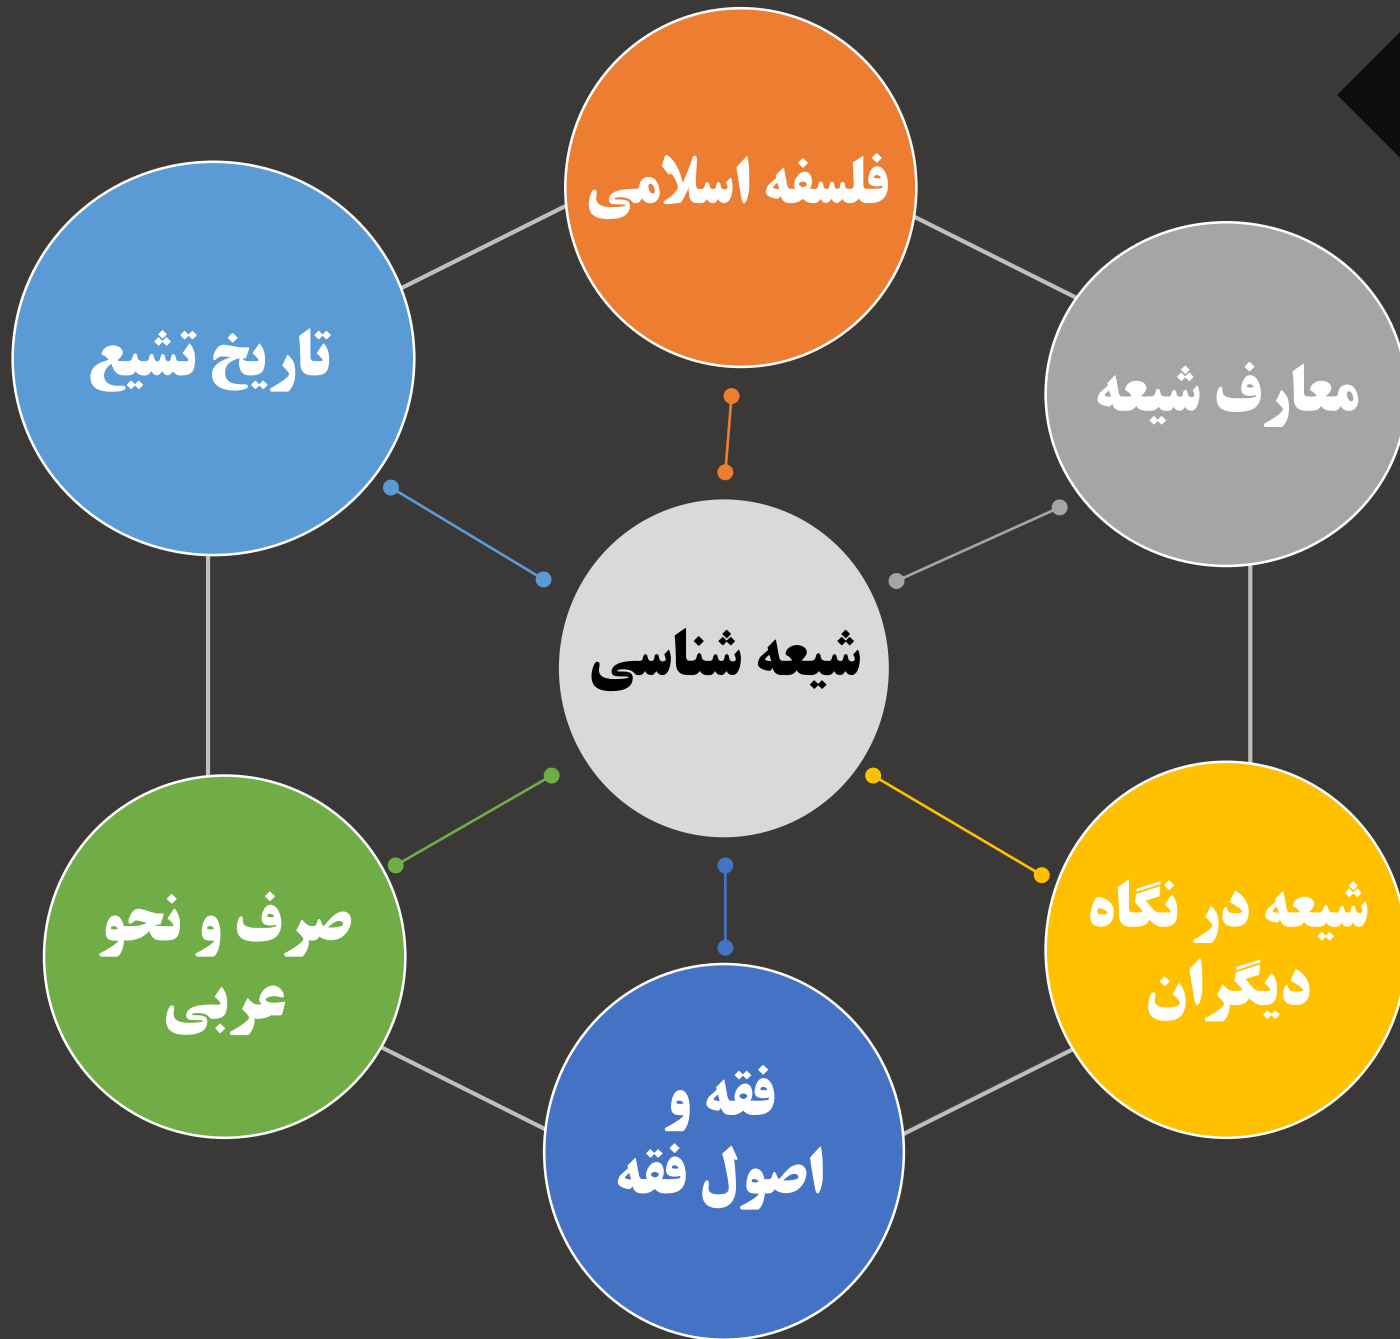 فلسفه اسلامی
تاریخ تشیع
معارف شیعه
شیعه شناسی
شیعه در نگاه
دیگران
صرف و نحو
عربی
فقه و
اصول فقه